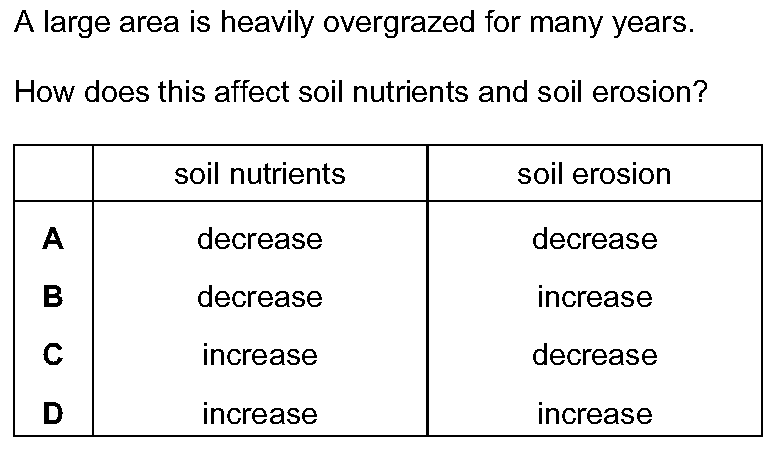 A large area is heavily overgrazed for many years.
How does this affect soil nutrients and soil erosion?
soil nutrients soil erosion
A decrease decrease
B decrease increase
C increase decrease
D increase increase